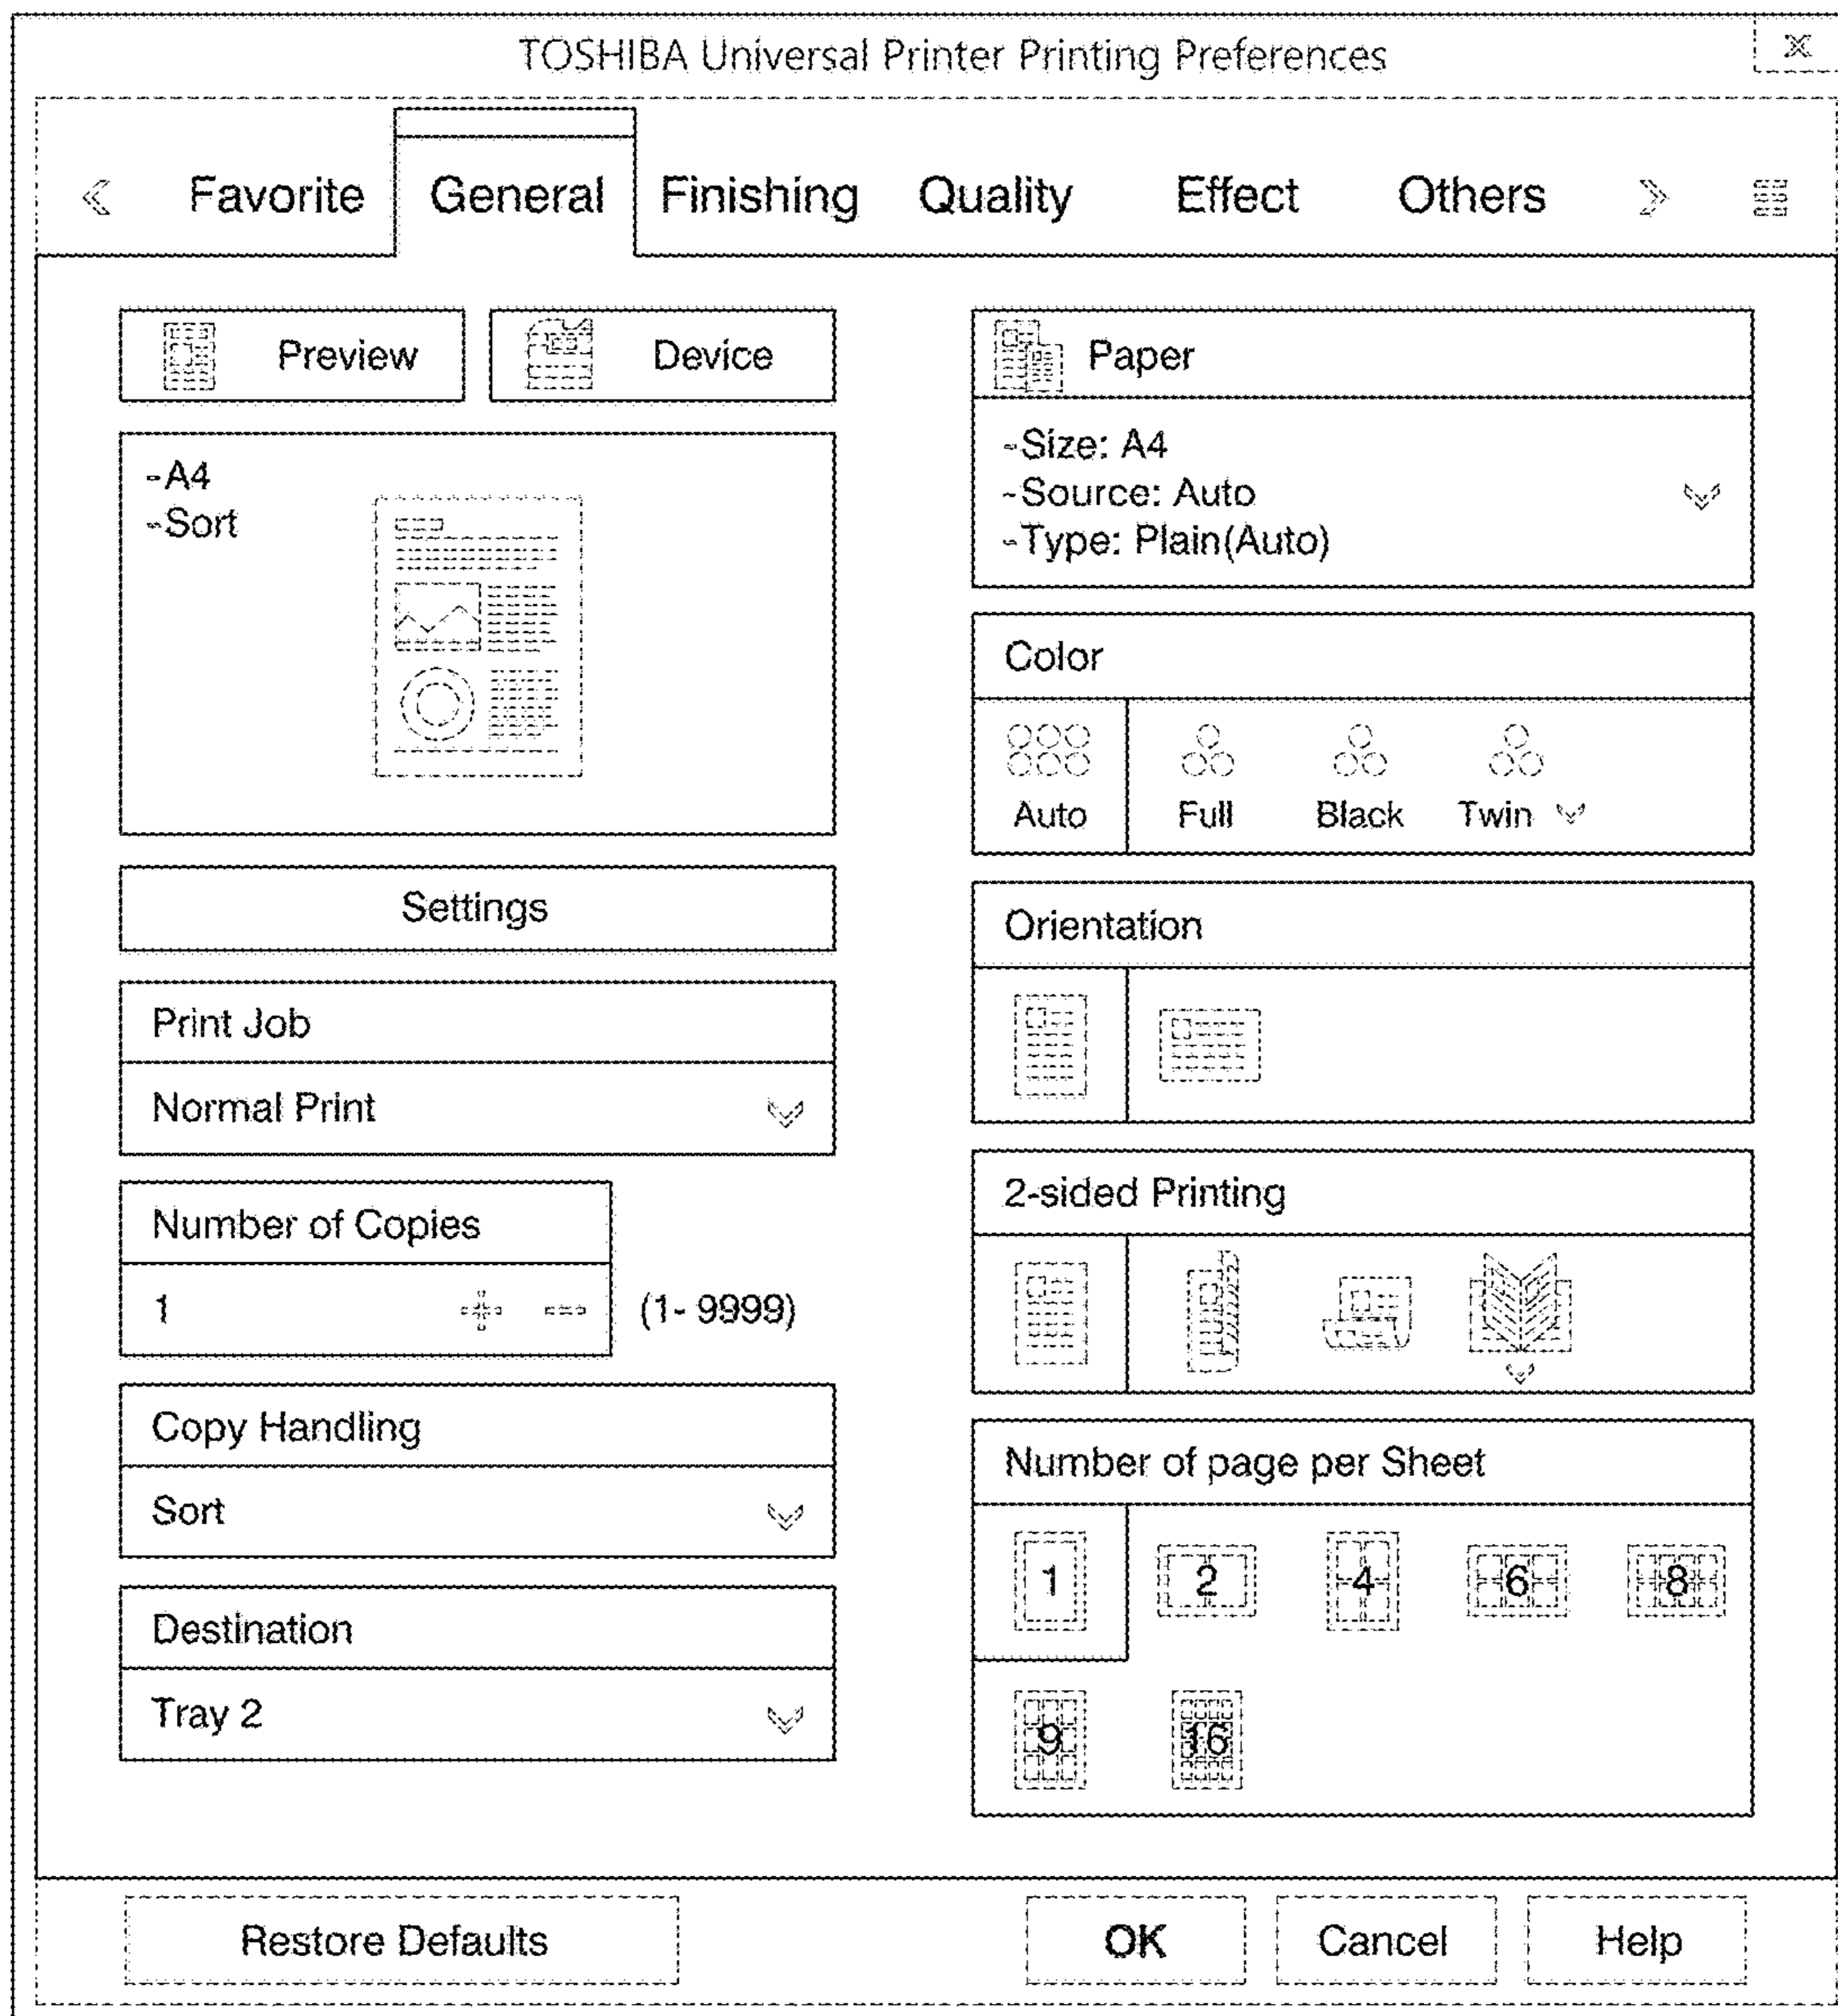 TOSHIBA Universal Printer Printing Preferences
Favorite General Finishing Quality Effect Others
Preview Device
-A4
-Sort
Settings
Print Job
Normal Print
Number of Copies
1 (1- 9999)
Copy Handling
Sort
Destination
Tray 2
Paper
-Size: A4
-Source: Auto
-Type: Plain(Auto)
Color
Auto Full Black Twin
Orientation
2-sided Printing
Number of page per Sheet
1 2 4 6 8
9 16
Restore Defaults OK Cancel Help